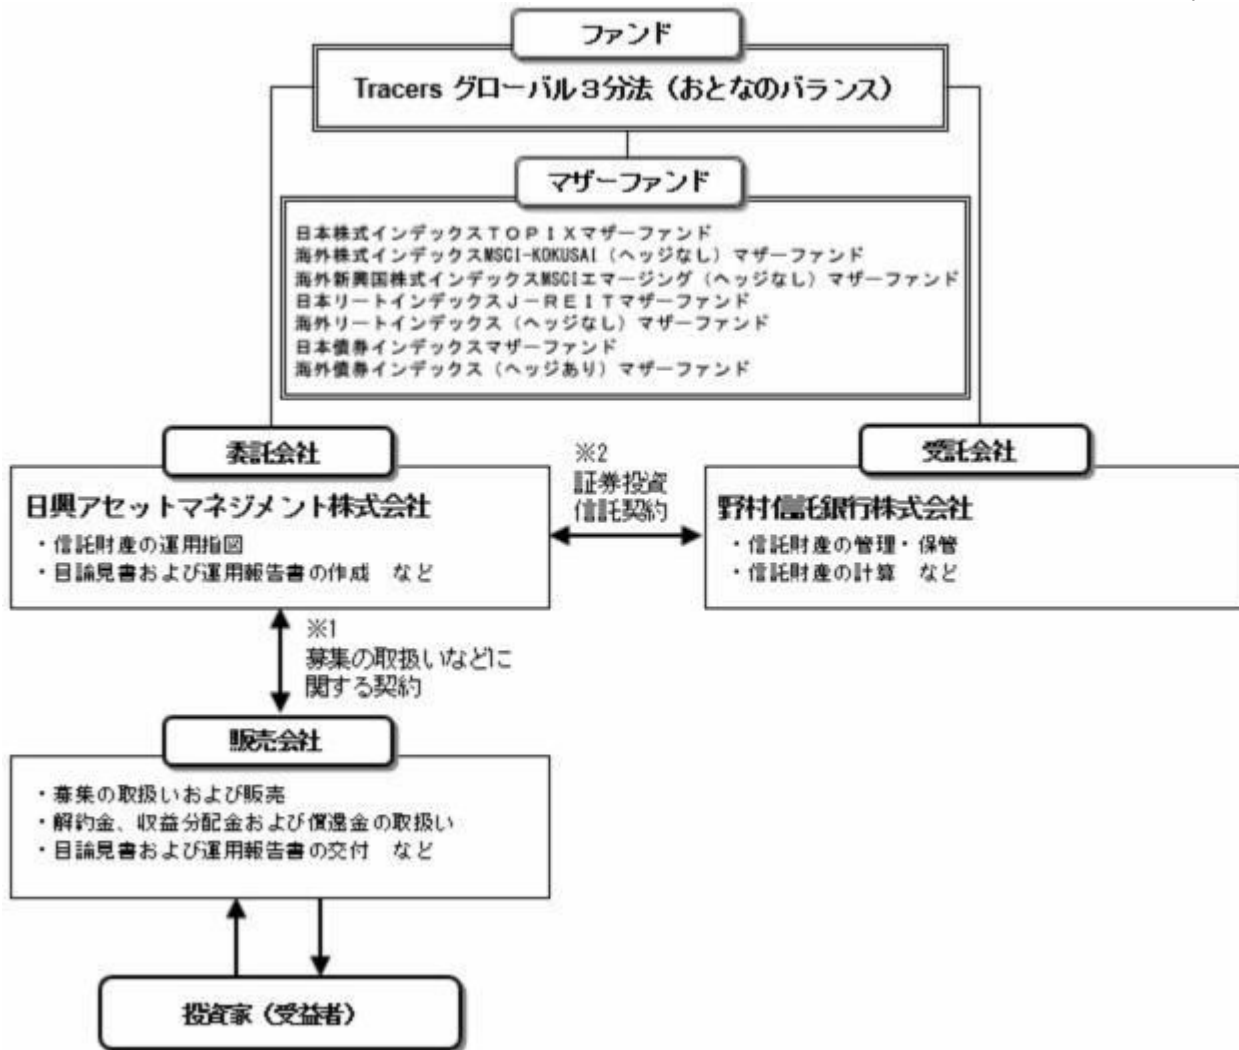 ファンド
Tracers グローバル3分法（おとなのバランス）
マザーファンド
日本株式インデックスＴＯＰＩＸマザーファンド
海外株式インデックスMSCI-KOKUSAI（ヘッジなし）マザーファンド
海外新興国株式インデックスMSCIエマージング（ヘッジなし）マザーファンド
日本リートインデックスＪ－ＲＥＩＴマザーファンド
海外リートインデックス（ヘッジなし）マザーファンド
日本債券インデックスマザーファンド
海外債券インデックス（ヘッジあり）マザーファンド
委託会社
日興アセットマネジメント株式会社
・信託財産の運用指図
・目論見書および運用報告書の作成　など
※2
証券投資
信託契約
受託会社
野村信託銀行株式会社
・信託財産の管理・保管
・信託財産の計算　など
※1
募集の取扱いなどに
関する契約
販売会社
・募集の取扱いおよび販売
・解約金、収益分配金および償還金の取扱い
・目論見書および運用報告書の交付　など
投資家（受益者）